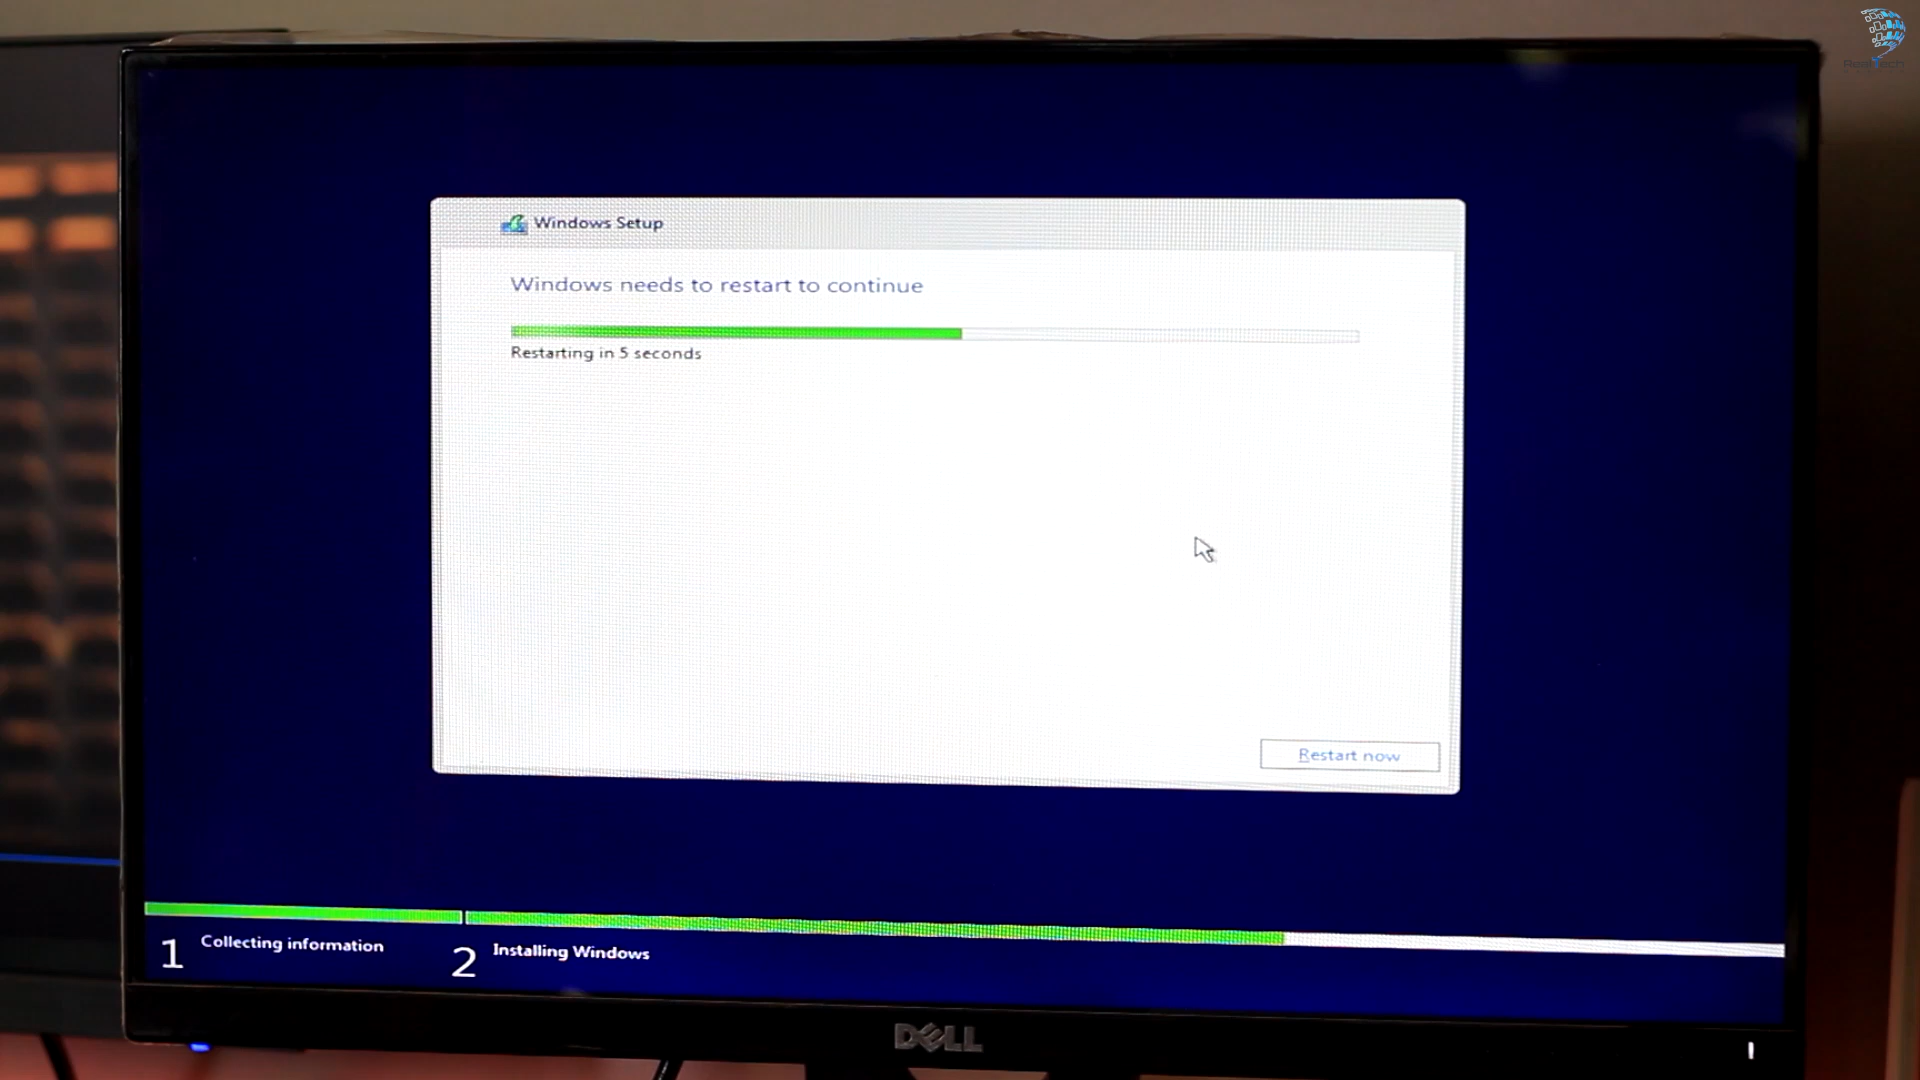 Windows Setup
Windows needs to restart to continue
Restarting in 5 seconds
Restart now
1 Collecting information
2 Installing Windows
DELL